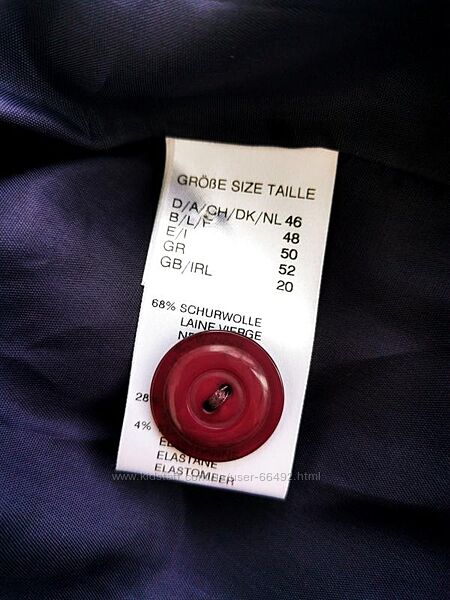 GRÖßE SIZE TAILLE
D/A/CH/DK/NL 46
B/L/F 48
E/I 50
GR 52
GB/IRL 20
68% SCHURWOLLE
LAINE VIERGE
28
4%
ELASTANE
ELASTOMEER